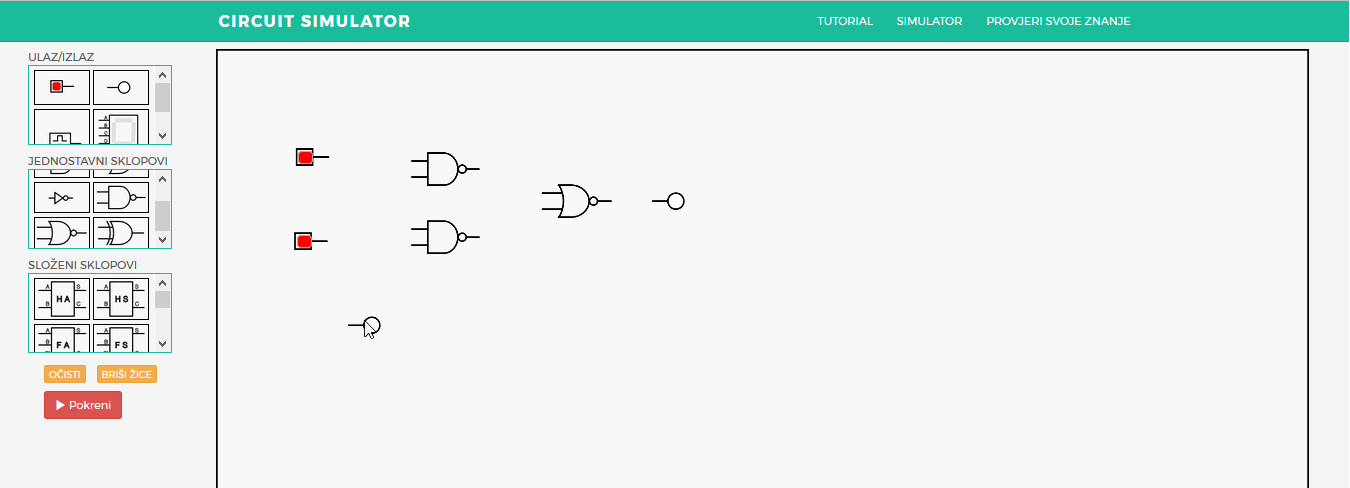 CIRCUIT SIMULATOR
TUTORIAL SIMULATOR PROVJERI SVOJE ZNANJE
ULAZ/IZLAZ
A
B
C
D
JEDNOSTAVNI SKLOPOVI
SLOŽENI SKLOPOVI
A S A S
HA HS
B C B C
A S A S
FA FS
OČISTI BRIŠI ŽICE
Pokreni